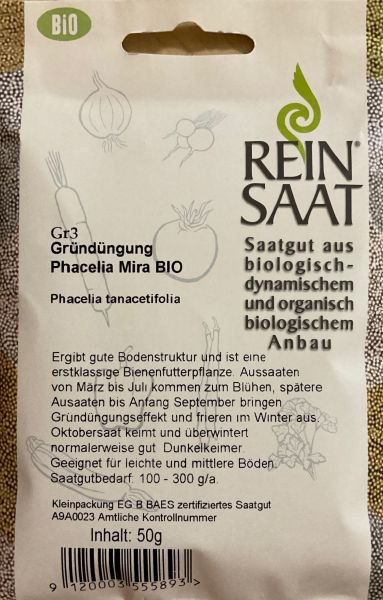 BIO
REIN
SAAT®
Saatgut aus
biologisch-
dynamischem
und organisch
biologischem
Anbau
Gr3
Gründüngung
Phacelia Mira BIO
Phacelia tanacetifolia
Ergibt gute Bodenstruktur und ist eine
erstklassige Bienenfutterpflanze. Aussaaten
von März bis Juli kommen zum Blühen, spätere
Ausaaten bis Anfang September bringen
Gründüngungseffekt und frieren im Winter aus.
Oktobersaat keimt und überwintert
normalerweise gut Dunkelkeimer.
Geeignet für leichte und mittlere Böden.
Saatgutbedarf: 100 - 300 g/a.
Kleinpackung EG B BAES zertifiziertes Saatgut
A9A0023 Amtliche Kontrollnummer
Inhalt: 50g
9 120003 555893 >